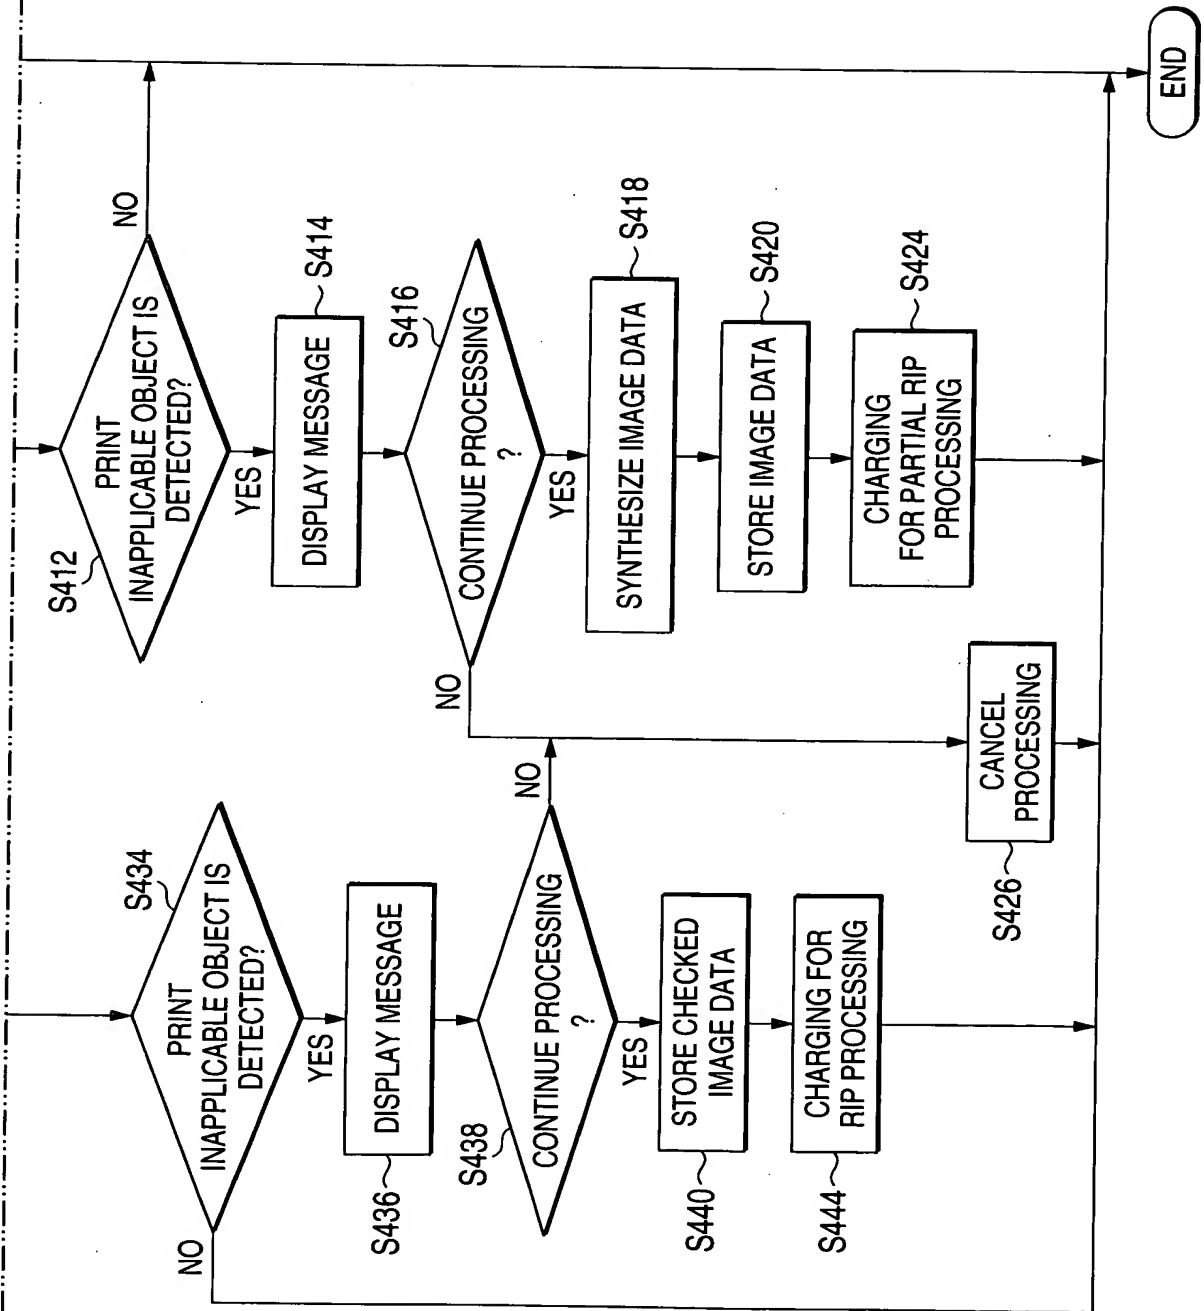 S434
PRINT
INAPPLICABLE OBJECT IS
DETECTED?
NO
YES
DISPLAY MESSAGE
S436
S438
CONTINUE PROCESSING
?
NO
YES
STORE CHECKED
IMAGE DATA
S440
CHARGING FOR
RIP PROCESSING
S444
S412
PRINT
INAPPLICABLE OBJECT IS
DETECTED?
NO
YES
DISPLAY MESSAGE
S414
S416
CONTINUE PROCESSING
?
NO
YES
SYNTHESIZE IMAGE DATA
S418
STORE IMAGE DATA
S420
CHARGING
FOR PARTIAL RIP
PROCESSING
S424
CANCEL
PROCESSING
S426
END